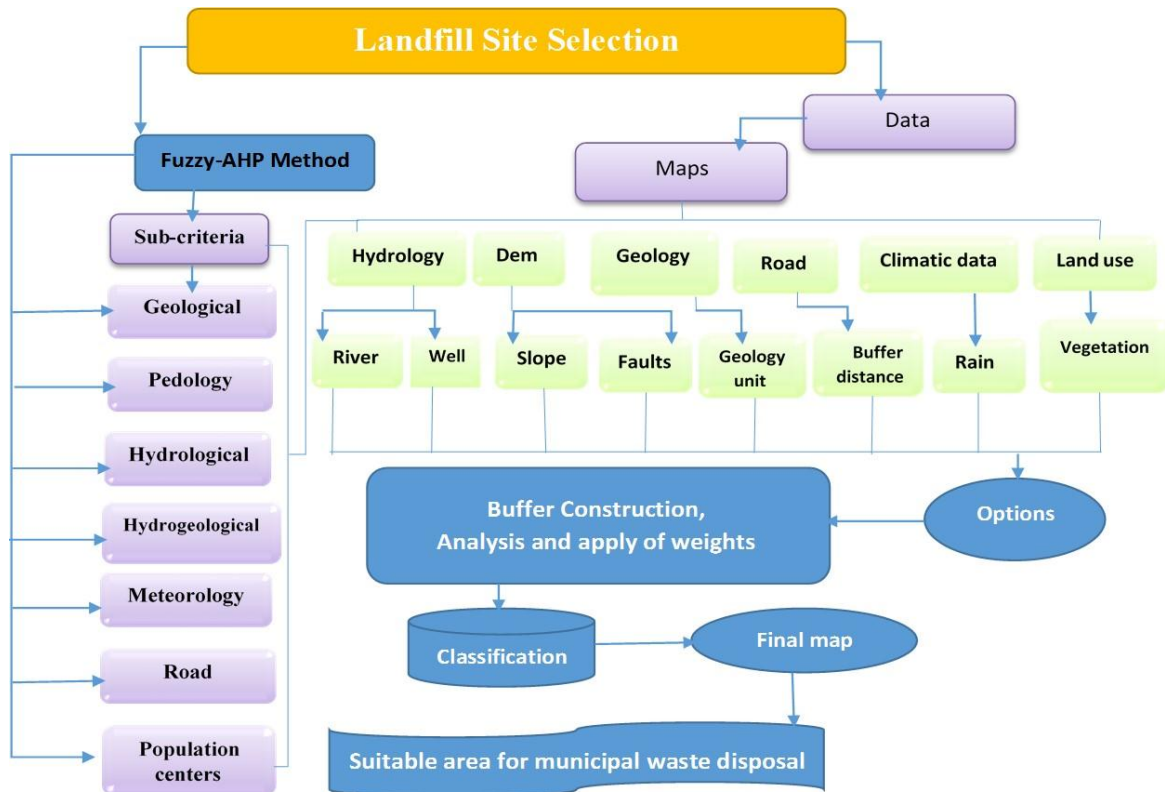 Landfill Site Selection
Data
Fuzzy-AHP Method
Maps
Sub-criteria
Hydrology
Dem
Geology
Road
Climatic data
Land use
Geological
River
Well
Slope
Faults
Geology
unit
Buffer
distance
Rain
Vegetation
Pedology
Hydrological
Hydrogeological
Meteorology
Road
Population
centers
Buffer Construction,
Analysis and apply of weights
Options
Classification
Final map
Suitable area for municipal waste disposal